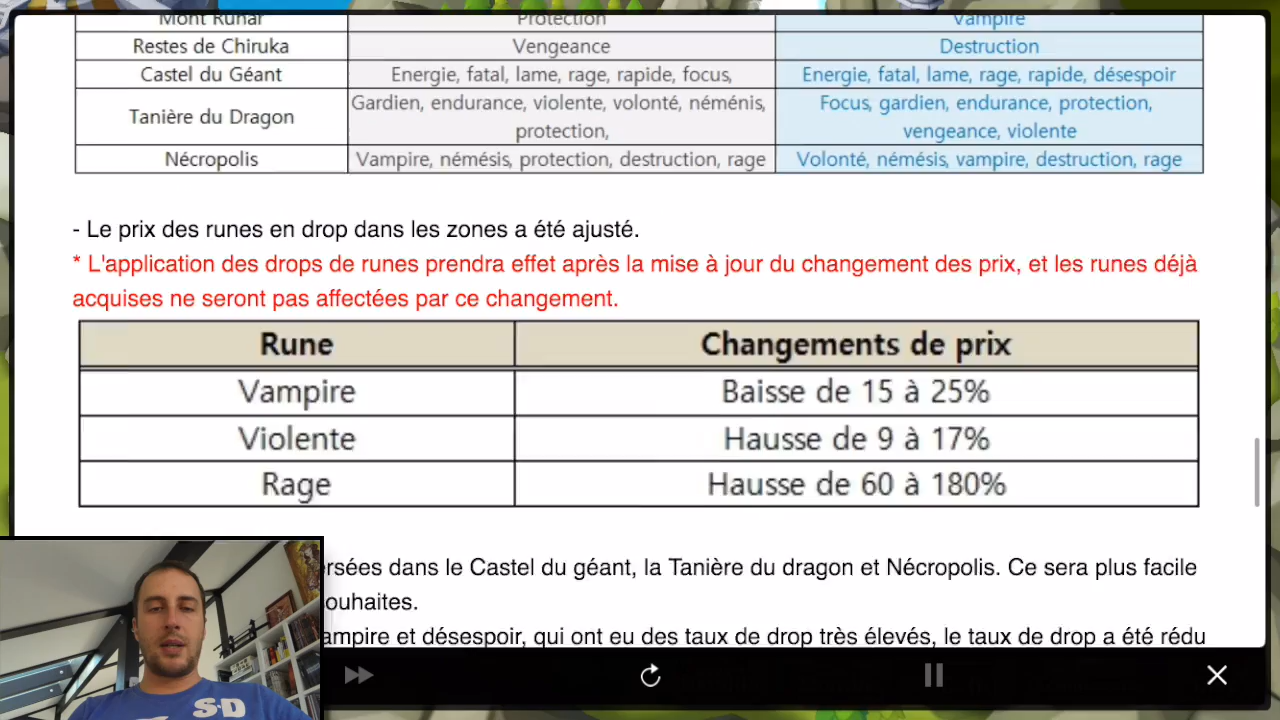 Mont Runar Protection Vampire
Restes de Chiruka Vengeance Destruction
Castel du Géant Energie, fatal, lame, rage, rapide, focus, Energie, fatal, lame, rage, rapide, désespoir
Tanière du Dragon Gardien, endurance, violente, volonté, néménis, protection, Focus, gardien, endurance, protection, vengeance, violente
Nécropolis Vampire, némésis, protection, destruction, rage Volonté, némésis, vampire, destruction, rage
- Le prix des runes en drop dans les zones a été ajusté.
* L'application des drops de runes prendra effet après la mise à jour du changement des prix, et les runes déjà
acquises ne seront pas affectées par ce changement.
Rune Changements de prix
Vampire Baisse de 15 à 25%
Violente Hausse de 9 à 17%
Rage Hausse de 60 à 180%
ersées dans le Castel du géant, la Tanière du dragon et Nécropolis. Ce sera plus facile
ouhaites.
ampire et désespoir, qui ont eu des taux de drop très élevés, le taux de drop a été rédu
S-D